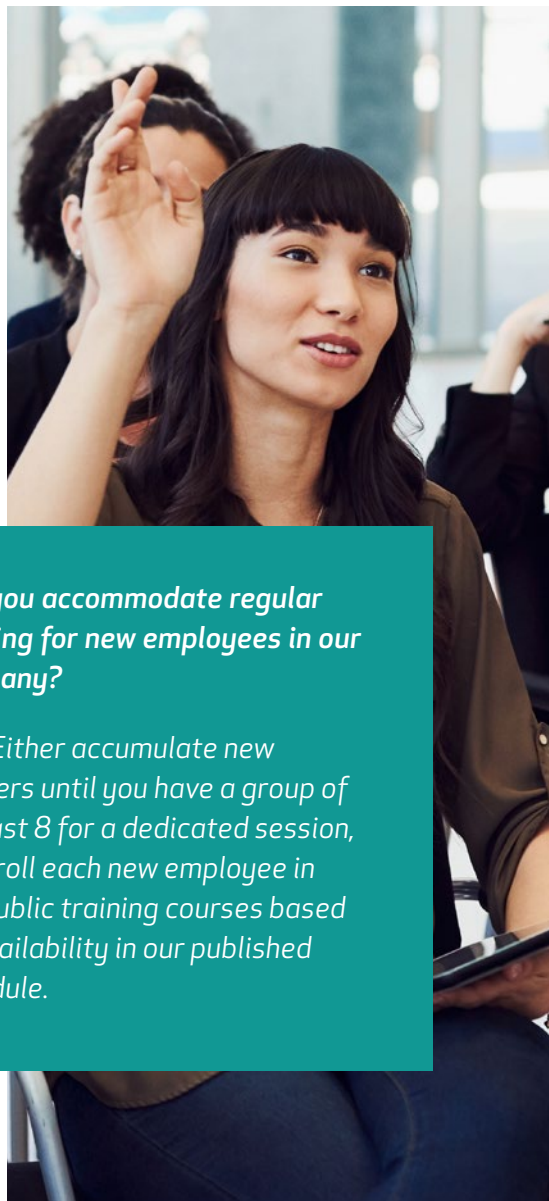 you accommodate regular
ing for new employees in our
any?
Either accumulate new
ers until you have a group of
st 8 for a dedicated session,
roll each new employee in
ublic training courses based
ailability in our published
dule.